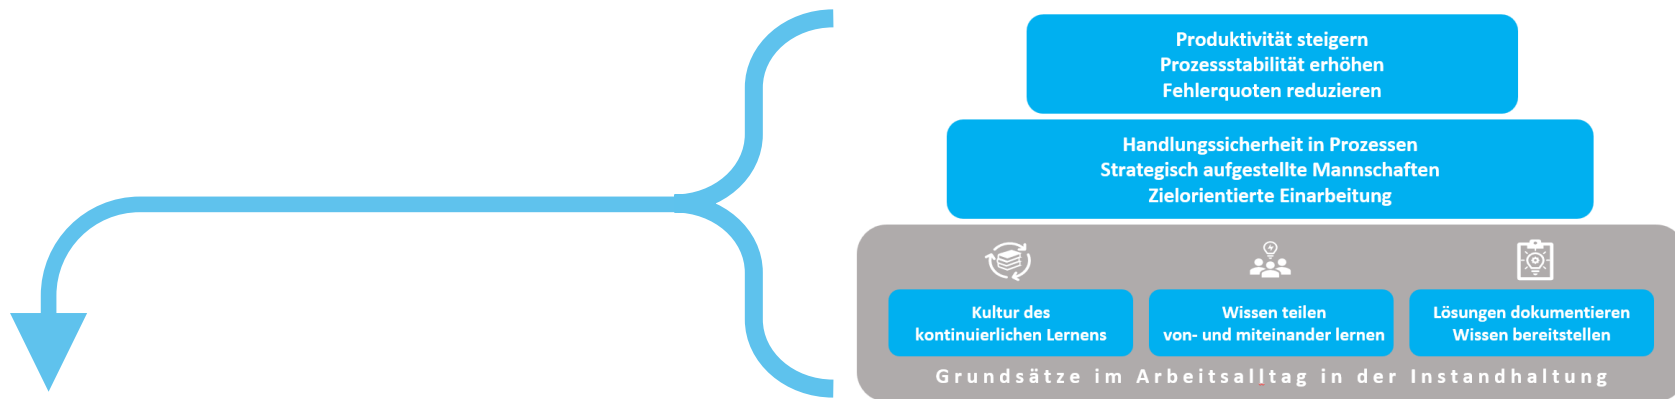 Produktivität steigern
Prozessstabilität erhöhen
Fehlerquoten reduzieren
Handlungssicherheit in Prozessen
Strategisch aufgestellte Mannschaften
Zielorientierte Einarbeitung
Kultur des
kontinuierlichen Lernens
Wissen teilen
von- und miteinander lernen
Lösungen dokumentieren
Wissen bereitstellen
Grundsätze im Arbeitsalltag in der Instandhaltung